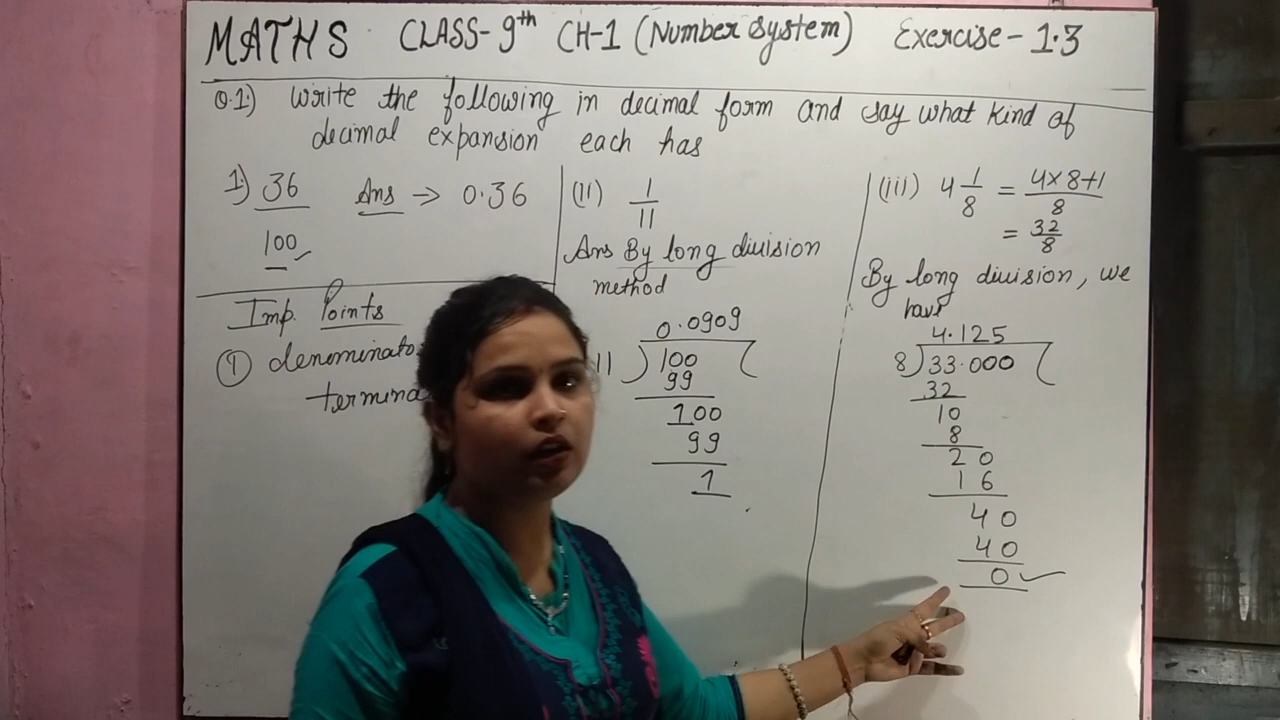 MATHS CLASS-9th CH-1 (Number System) Exercise-1.3
Q.1) Write the following in decimal form and say what kind of
decimal expansion each has
1) 36
100
Ans → 0.36
Imp. Points
① denominato
termina
(II) 1
11
Ans By long division
method
0.0909
11) 100
99
100
99
1
(iii) 4 1/8 = 4×8+1
8
= 32/8
By long division, we
have
4.125
8) 33.000
32
10
8
20
16
40
40
0